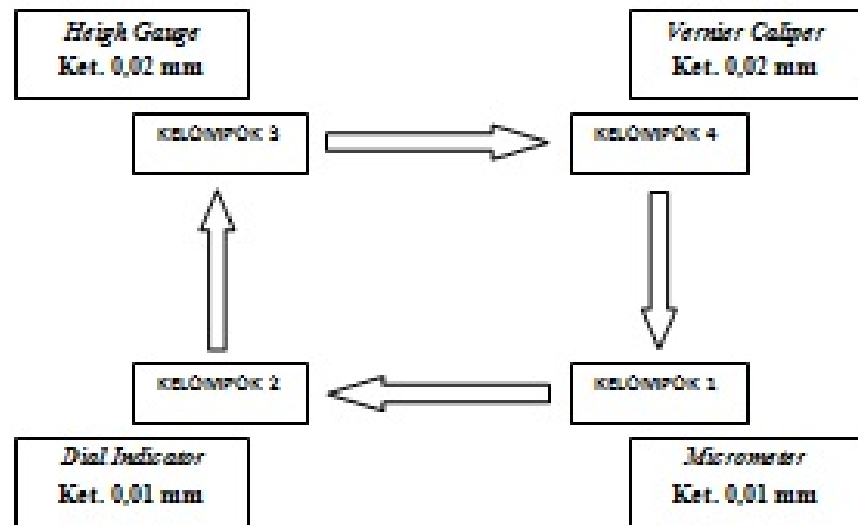 Heigh Gauge
Ket. 0,02 mm
Vernier Caliper
Ket. 0,02 mm
KELOMPOK 3
KELOMPOK 4
KELOMPOK 2
KELOMPOK 1
Dial Indicator
Ket. 0,01 mm
Micrometer
Ket. 0,01 mm